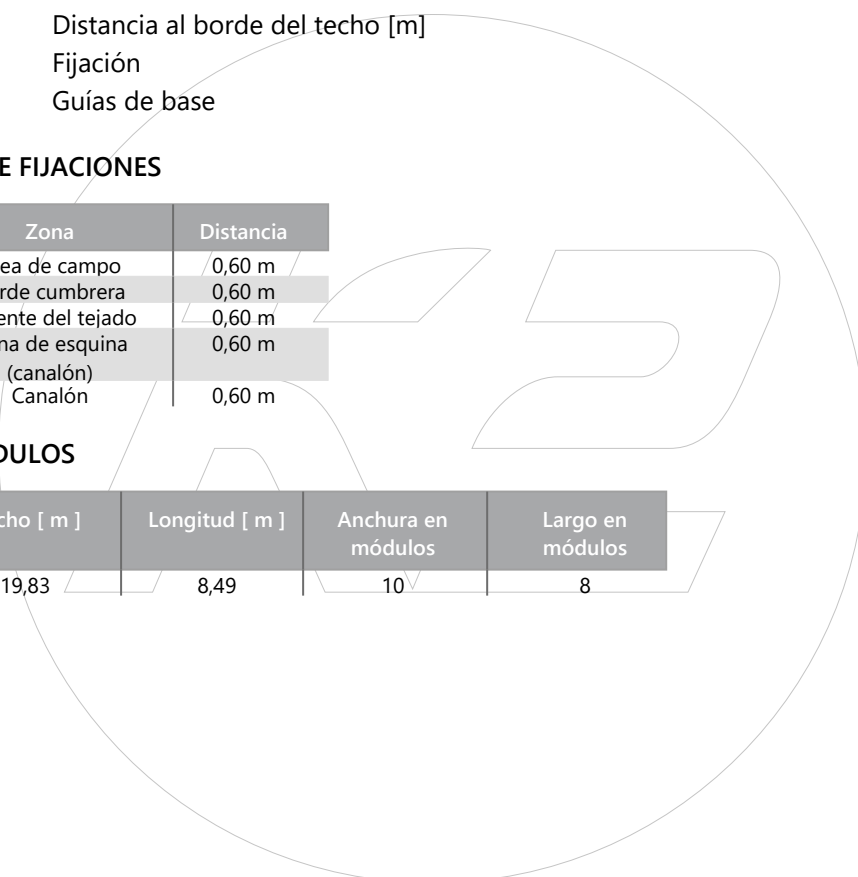 Distancia al borde del techo [m]
Fijación
Guías de base
E FIJACIONES
Zona Distancia
ea de campo 0,60 m
rde cumbrera 0,60 m
ente del tejado 0,60 m
na de esquina 0,60 m
(canalón)
Canalón 0,60 m
DULOS
cho [ m ] Longitud [ m ] Anchura en Largo en
módulos módulos
19,83 8,49 10 8